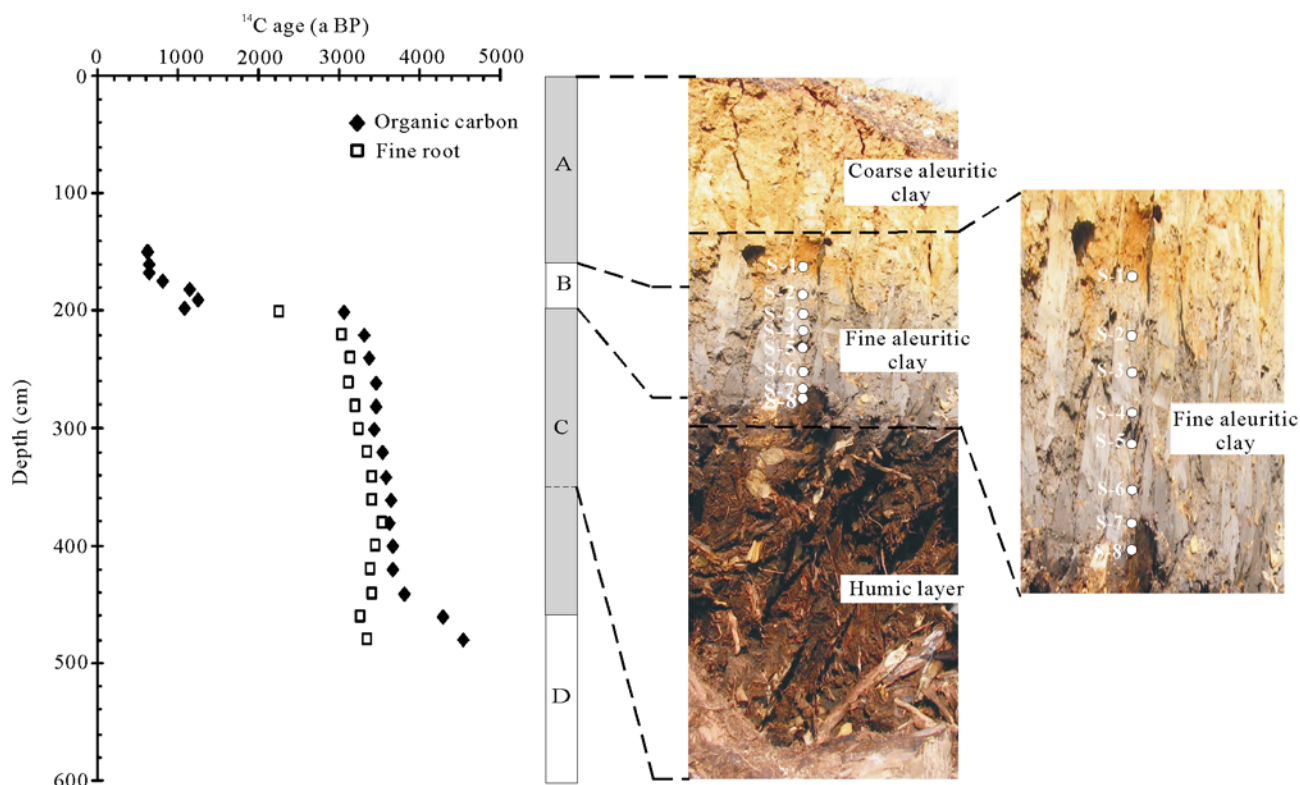 ¹⁴C age (a BP)
0 1000 2000 3000 4000 5000
0
100
200
300
400
500
600
Depth (cm)
Organic carbon
Fine root
A
B
C
D
Coarse aleuritic
clay
Fine aleuritic
clay
Humic layer
S-1
S-2
S-3
S-4
S-5
S-6
S-7
S-8
S-1
S-2
S-3
S-4
S-5
S-6
S-7
S-8
Fine aleuritic
clay